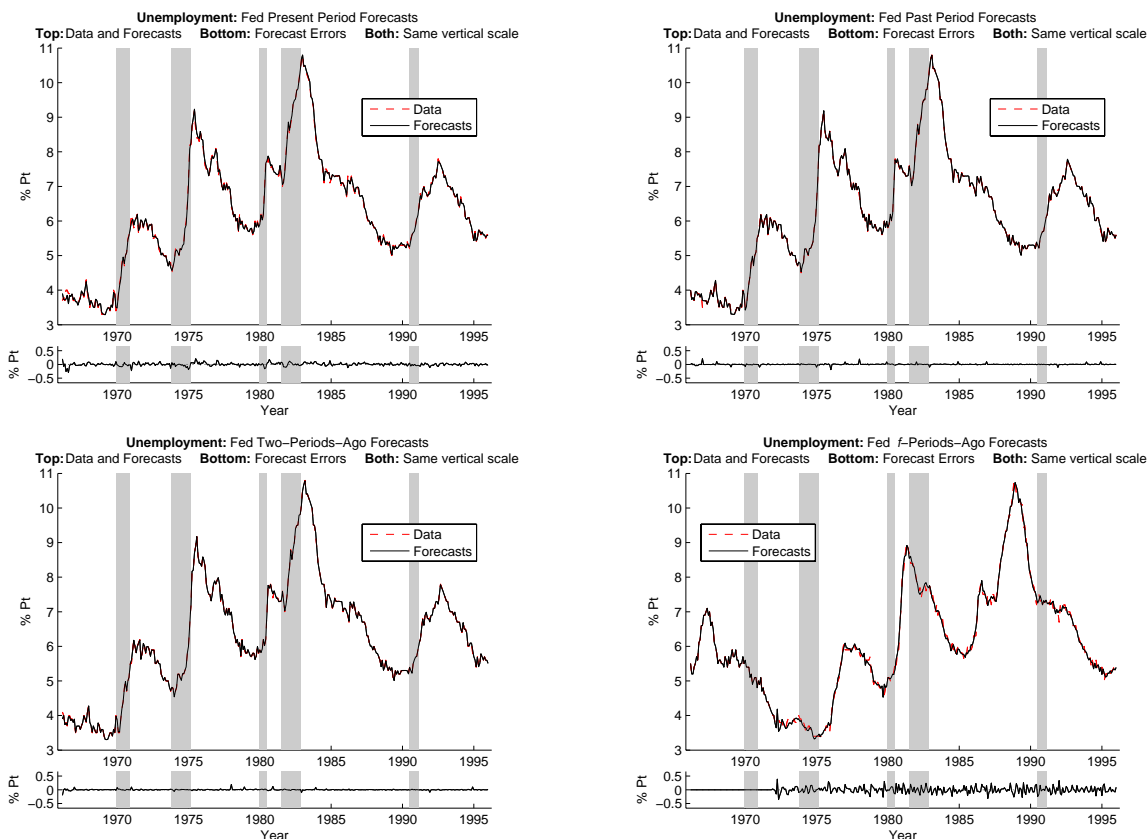 Unemployment: Fed Present Period Forecasts
Top: Data and Forecasts Bottom: Forecast Errors Both: Same vertical scale
11
10
9
8
7
6
5
4
3
% Pt
Data
Forecasts
1970 1975 1980 1985 1990 1995
0.5
0
−0.5
% Pt
1970 1975 1980 1985 1990 1995
Year
Unemployment: Fed Past Period Forecasts
Top: Data and Forecasts Bottom: Forecast Errors Both: Same vertical scale
11
10
9
8
7
6
5
4
3
% Pt
Data
Forecasts
1970 1975 1980 1985 1990 1995
0.5
0
−0.5
% Pt
1970 1975 1980 1985 1990 1995
Year
Unemployment: Fed Two−Periods−Ago Forecasts
Top: Data and Forecasts Bottom: Forecast Errors Both: Same vertical scale
11
10
9
8
7
6
5
4
3
% Pt
Data
Forecasts
1970 1975 1980 1985 1990 1995
0.5
0
−0.5
% Pt
1970 1975 1980 1985 1990 1995
Year
Unemployment: Fed f−Periods−Ago Forecasts
Top: Data and Forecasts Bottom: Forecast Errors Both: Same vertical scale
11
10
9
8
7
6
5
4
3
% Pt
Data
Forecasts
1970 1975 1980 1985 1990 1995
0.5
0
−0.5
% Pt
1970 1975 1980 1985 1990 1995
Year